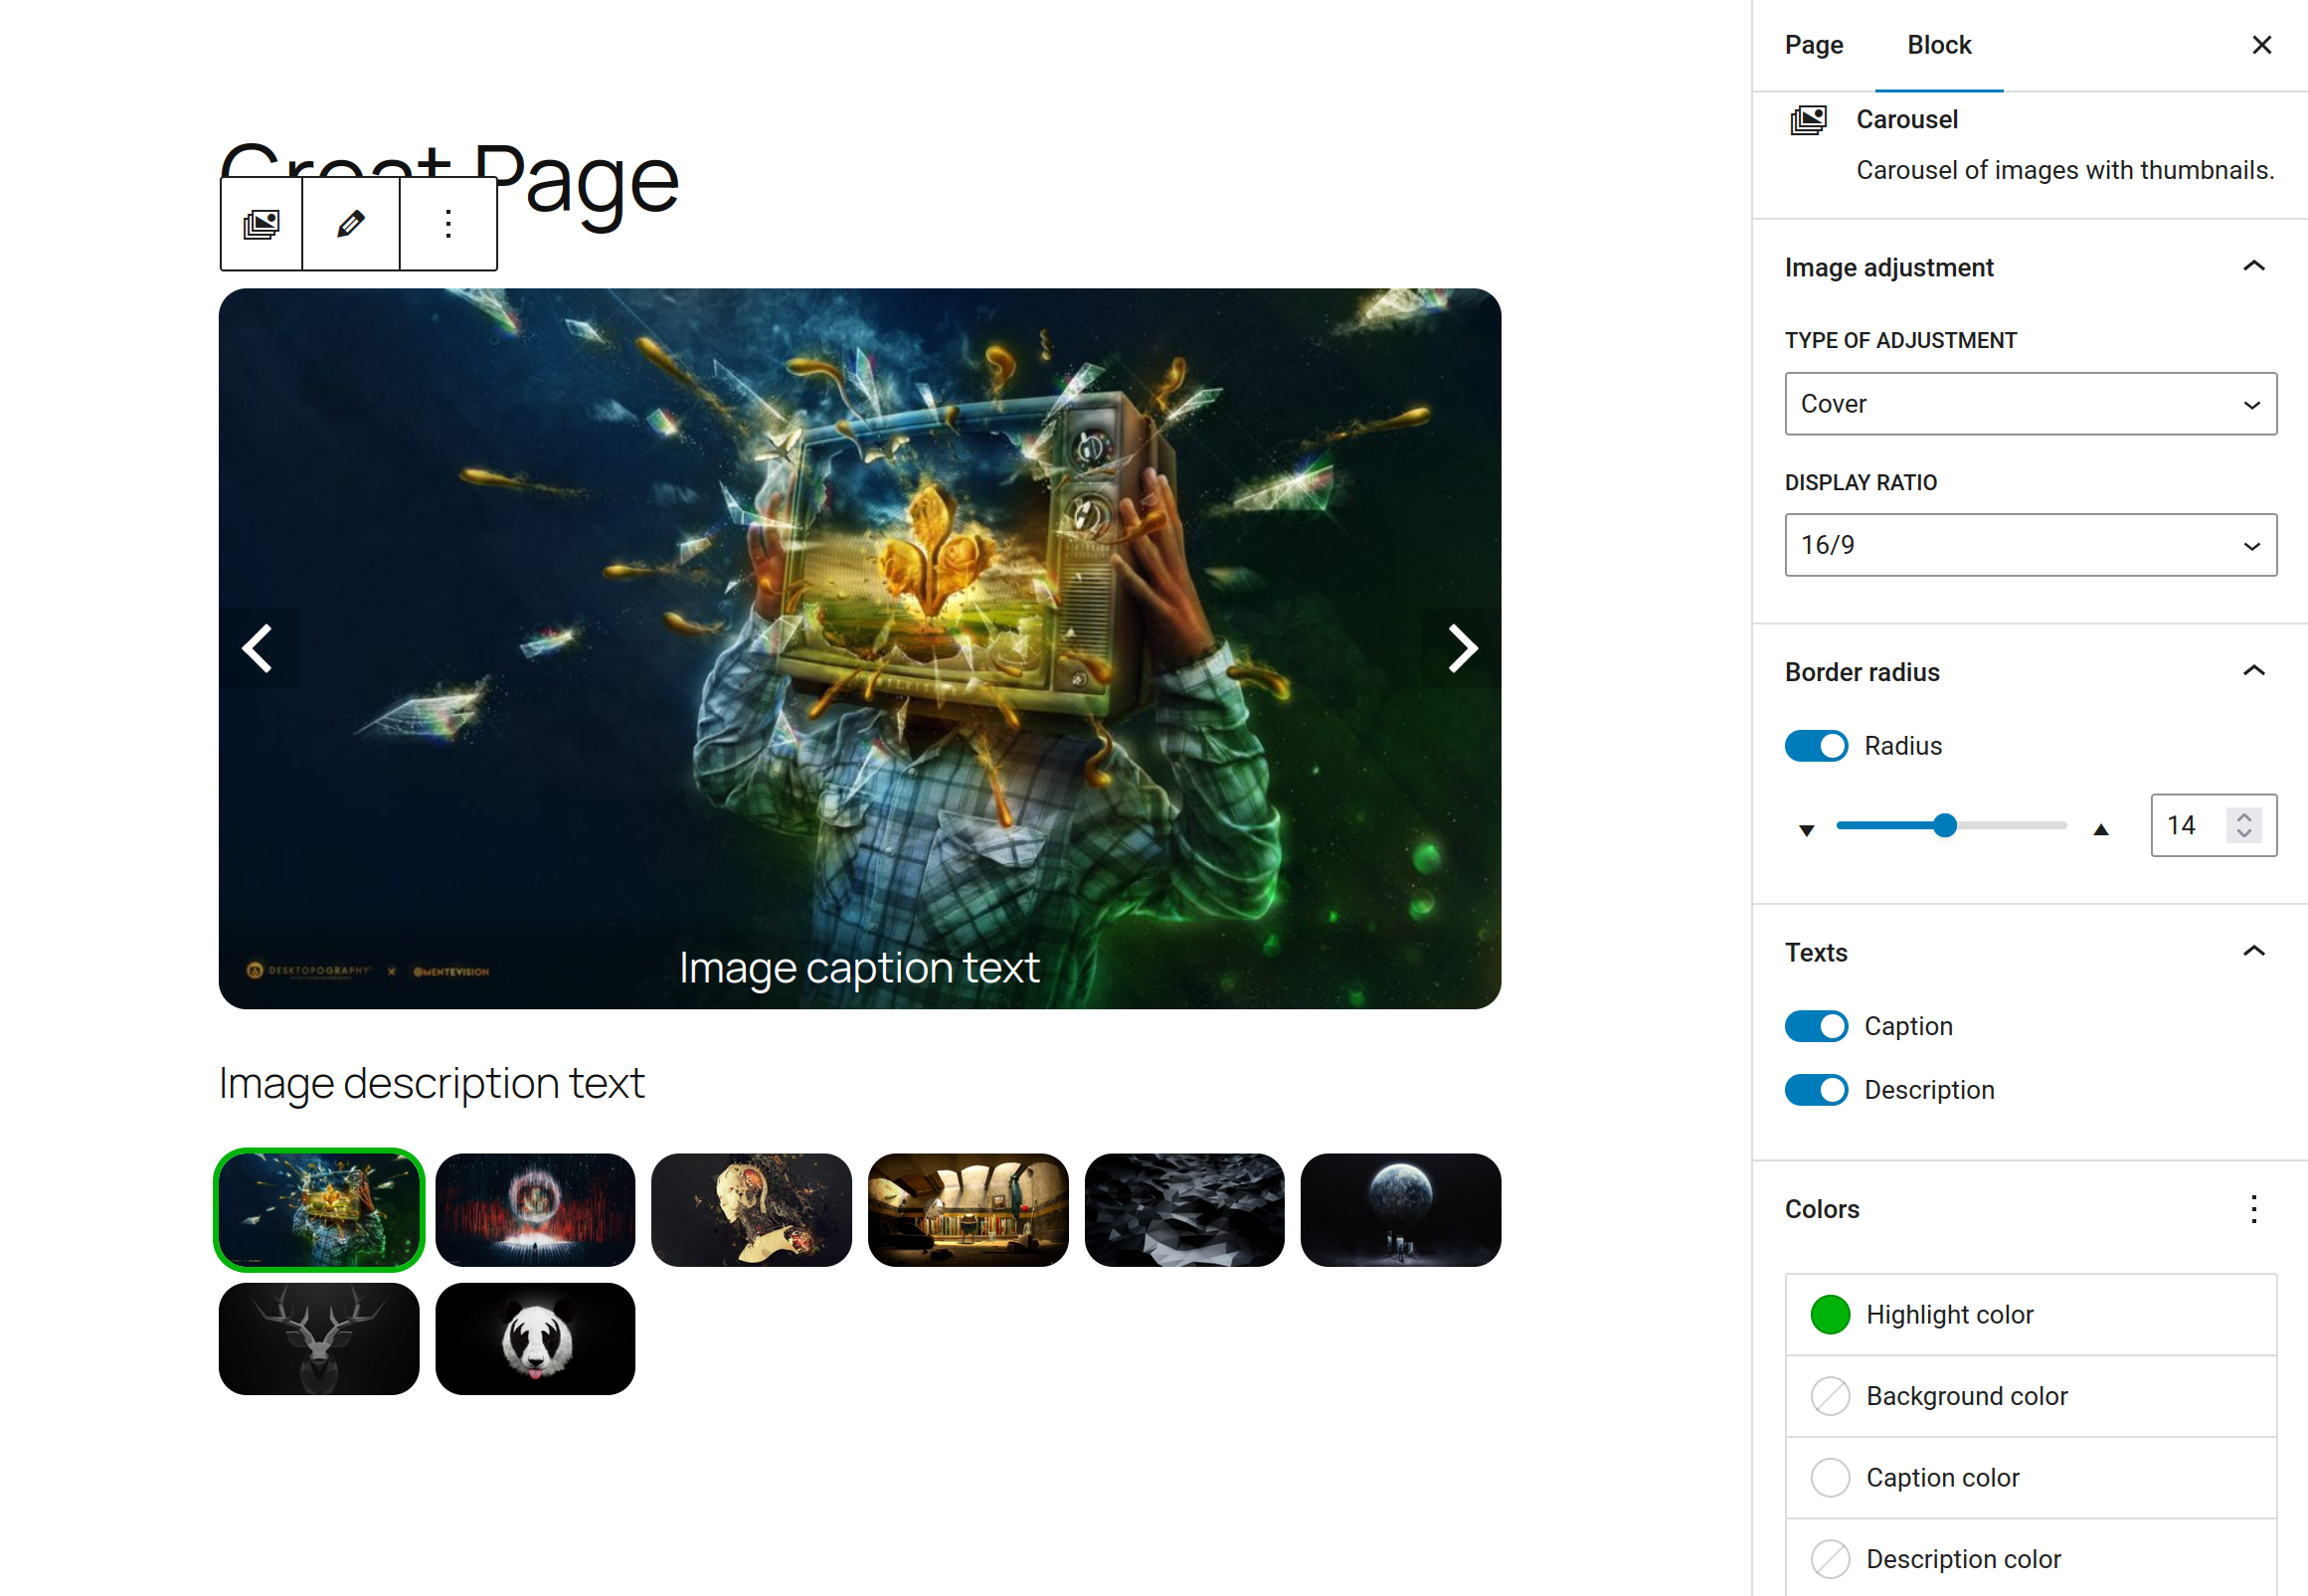 Great Page
Image caption text
DESKTOPOGRAPHY
@MENTEVISION
Image description text
Page
Block
Carousel
Carousel of images with thumbnails.
Image adjustment
TYPE OF ADJUSTMENT
Cover
DISPLAY RATIO
16/9
Border radius
Radius
14
Texts
Caption
Description
Colors
Highlight color
Background color
Caption color
Description color